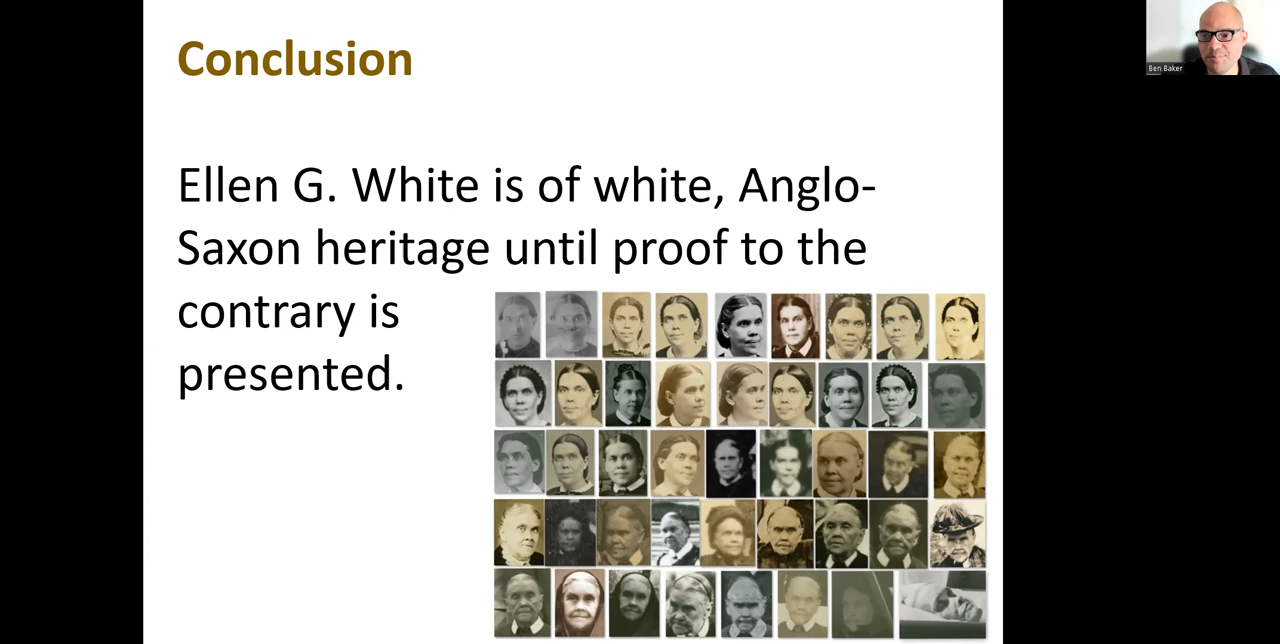 Conclusion
Ellen G. White is of white, Anglo-
Saxon heritage until proof to the
contrary is
presented.
Ben Baker